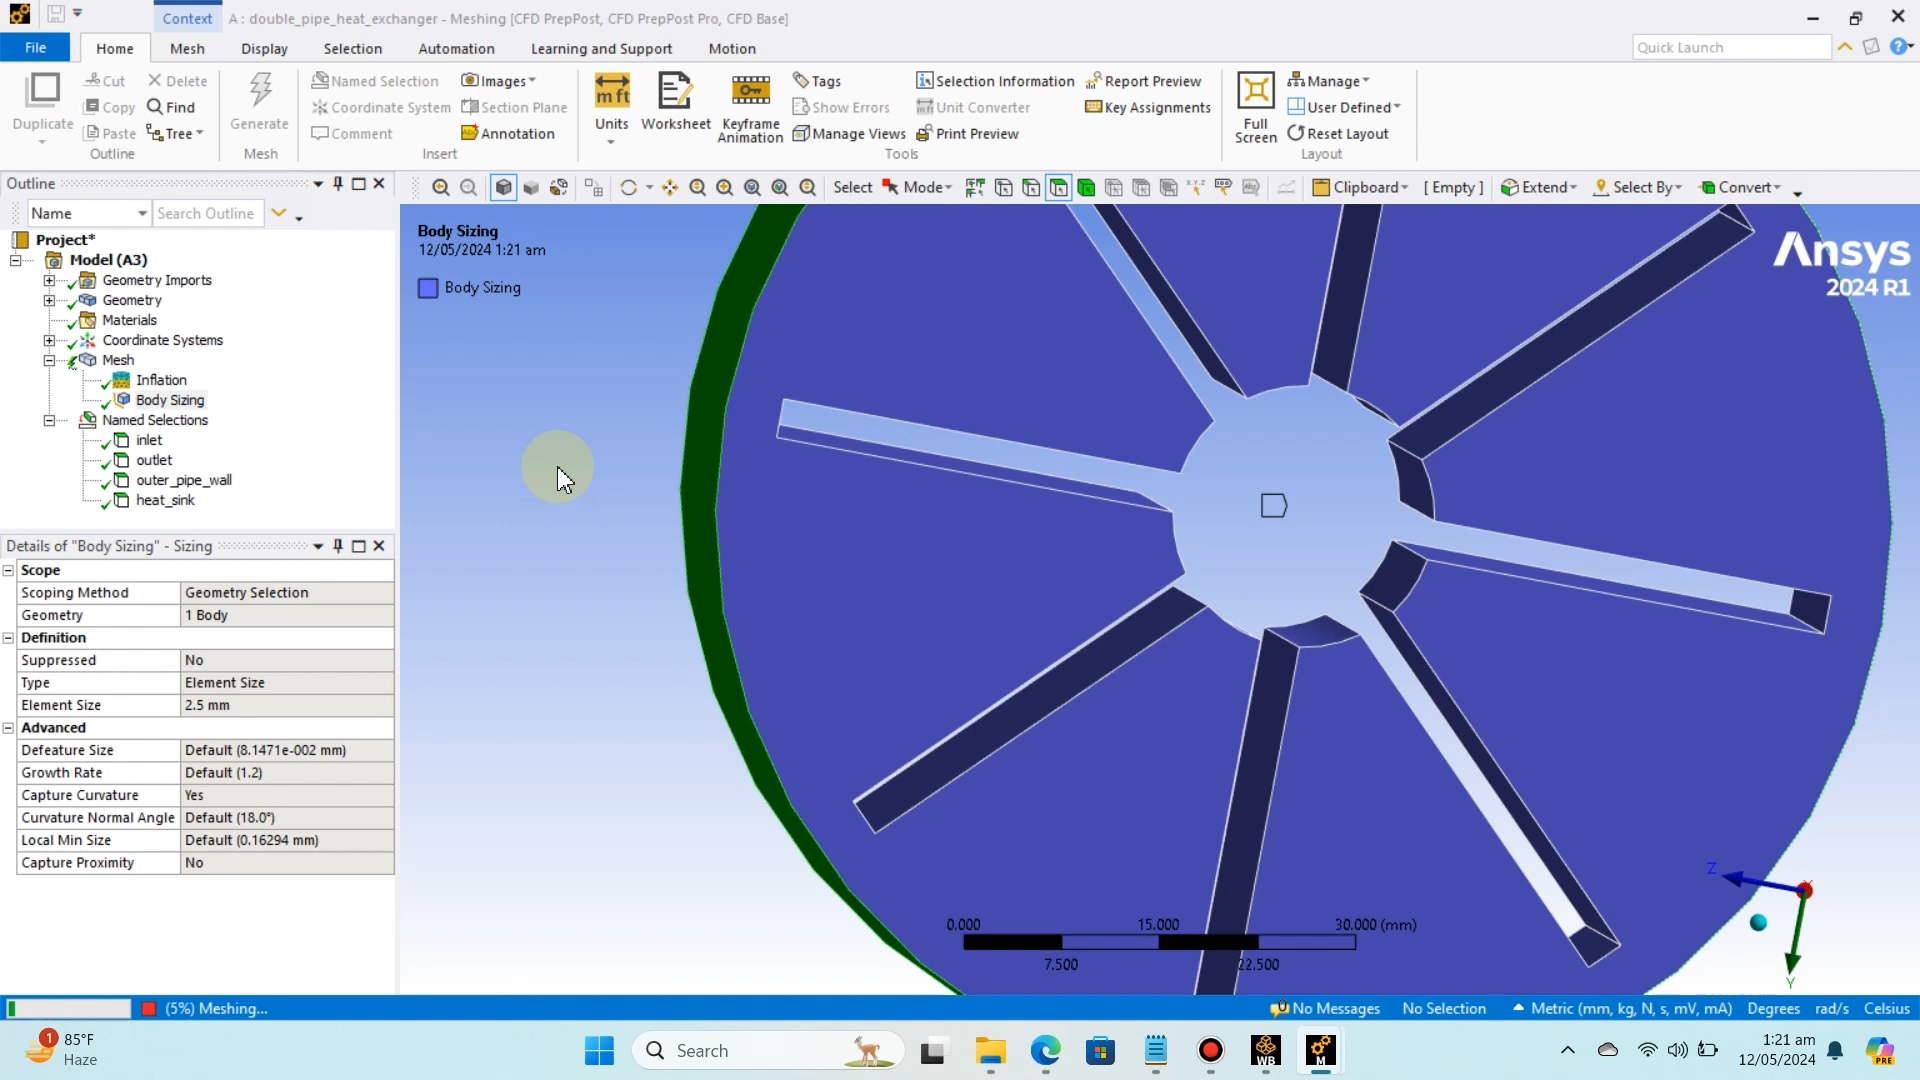 Context
A : double_pipe_heat_exchanger - Meshing [CFD PrepPost, CFD PrepPost Pro, CFD Base]
File
Home
Mesh
Display
Selection
Automation
Learning and Support
Motion
Quick Launch
Duplicate
Cut
Copy
Paste
Delete
Find
Tree
Outline
Generate
Mesh
Named Selection
Coordinate System
Comment
Images
Section Plane
Annotation
Insert
Units
Worksheet
Keyframe
Animation
Tags
Show Errors
Manage Views
Selection Information
Unit Converter
Print Preview
Report Preview
Key Assignments
Tools
Full
Screen
Manage
User Defined
Reset Layout
Layout
Outline
Select
Mode
Clipboard
[ Empty ]
Extend
Select By
Convert
Name
Search Outline
Project*
Model (A3)
Geometry Imports
Geometry
Materials
Coordinate Systems
Mesh
Inflation
Body Sizing
Named Selections
inlet
outlet
outer_pipe_wall
heat_sink
Details of "Body Sizing" - Sizing
Scope
Scoping Method Geometry Selection
Geometry 1 Body
Definition
Suppressed No
Type Element Size
Element Size 2.5 mm
Advanced
Defeature Size Default (8.1471e-002 mm)
Growth Rate Default (1.2)
Capture Curvature Yes
Curvature Normal Angle Default (18.0°)
Local Min Size Default (0.16294 mm)
Capture Proximity No
Body Sizing
12/05/2024 1:21 am
Body Sizing
Ansys
2024 R1
Z
Y
0.000 15.000 30.000 (mm)
7.500 22.500
(5%) Meshing...
No Messages
No Selection
Metric (mm, kg, N, s, mV, mA)
Degrees
rad/s
Celsius
1
85°F
Haze
Search
WB
M
1:21 am
12/05/2024
PRE